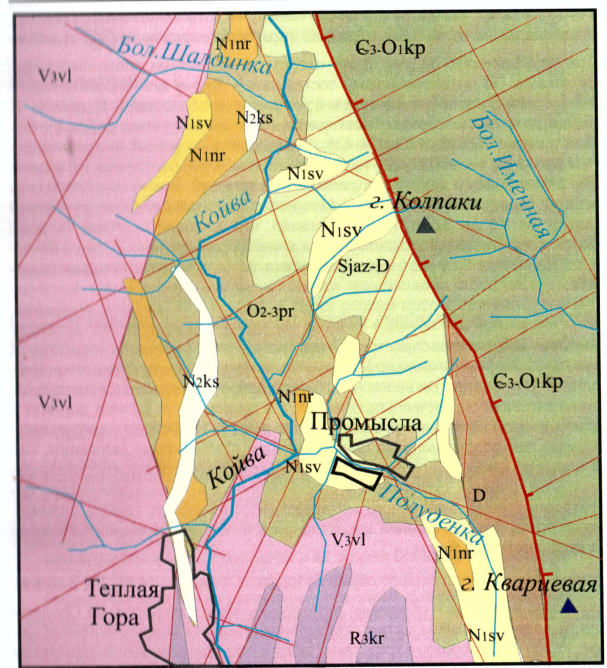 N1nr
Є3-O1kp
Бол.Шалдинка
V3vl
N1sv
N2ks
N1nr
N1sv
Бол.Именная
Койва
г. Колпаки
N1sv
Sjaz-D
O2-3pr
N2ks
Є3-O1kp
V3vl
N1nr
Промысла
Койва
N1sv
D
Полуденка
V3vl
N1nr
Теплая
Гора
г. Кварцевая
R3kr
N1sv